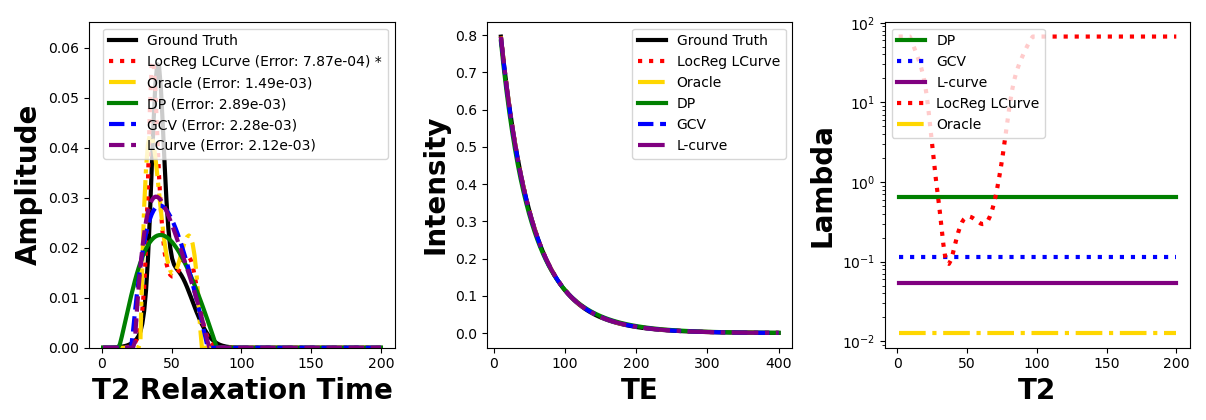 Amplitude
0.06
0.05
0.04
0.03
0.02
0.01
0.00
0
50
100
150
200
T2 Relaxation Time
Ground Truth
LocReg LCurve (Error: 7.87e-04) *
Oracle (Error: 1.49e-03)
DP (Error: 2.89e-03)
GCV (Error: 2.28e-03)
LCurve (Error: 2.12e-03)
Intensity
0.8
0.7
0.6
0.5
0.4
0.3
0.2
0.1
0.0
0
100
200
300
400
TE
Ground Truth
LocReg LCurve
Oracle
DP
GCV
L-curve
Lambda
10²
10¹
10⁰
10⁻¹
10⁻²
0
50
100
150
200
T2
DP
GCV
L-curve
LocReg LCurve
Oracle